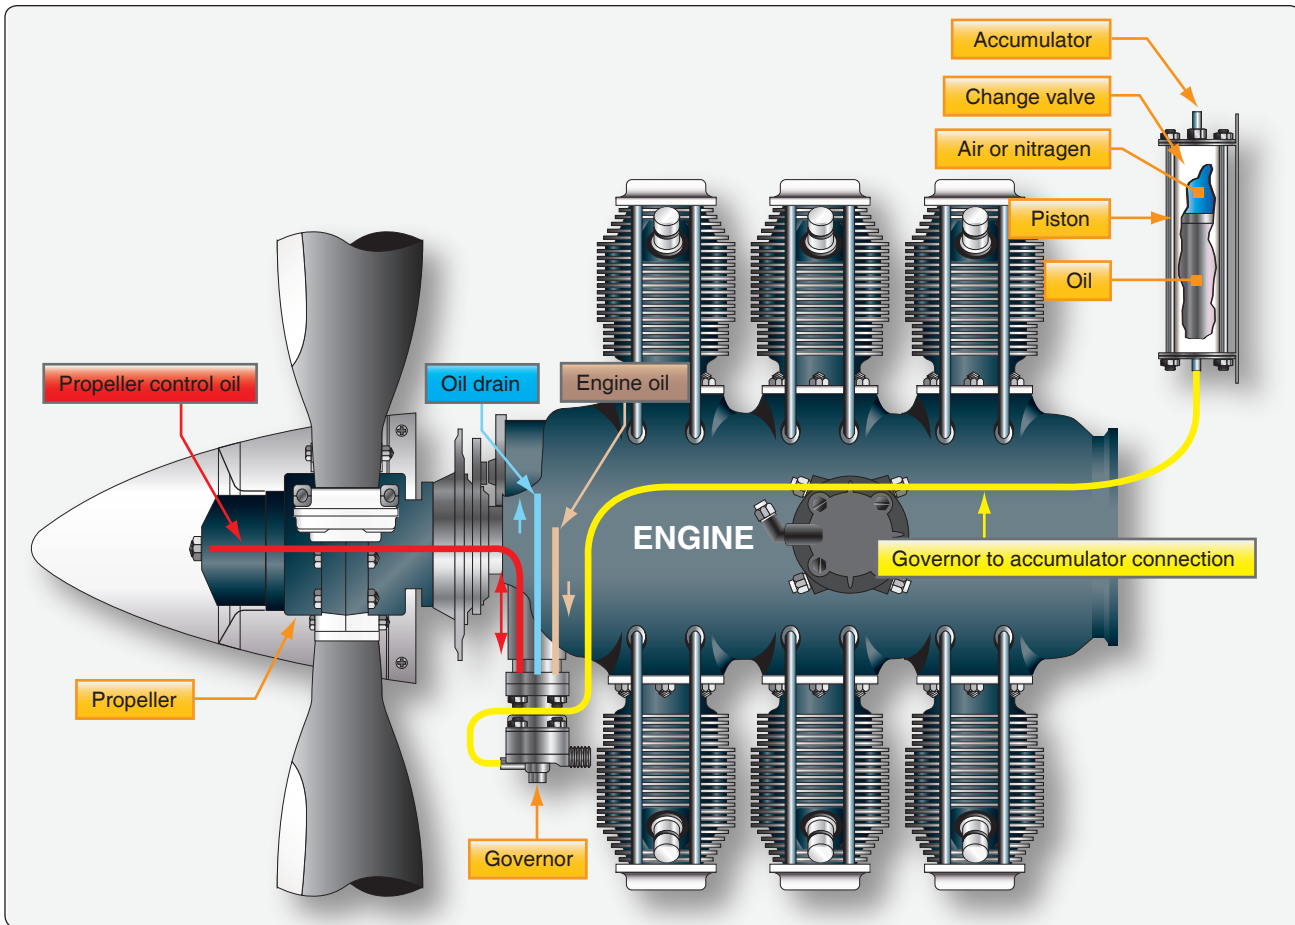 Accumulator
Change valve
Air or nitragen
Piston
Oil
Propeller control oil
Oil drain
Engine oil
ENGINE
Governor to accumulator connection
Propeller
Governor